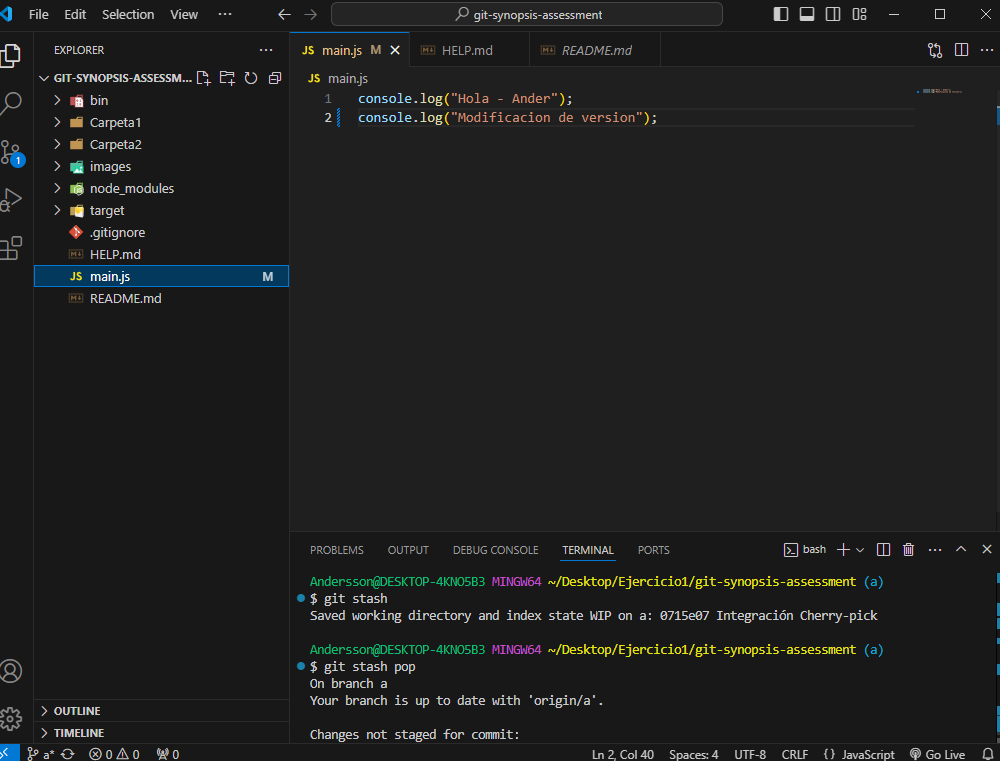 File Edit Selection View ··· git-synopsis-assessment
EXPLORER ···
GIT-SYNOPSIS-ASSESSM...
bin
Carpeta1
Carpeta2
images
node_modules
target
.gitignore
HELP.md
JS main.js M
README.md
OUTLINE
TIMELINE
1
JS main.js M HELP.md README.md
JS main.js
1 console.log("Hola - Ander");
2 console.log("Modificacion de version");
PROBLEMS OUTPUT DEBUG CONSOLE TERMINAL PORTS bash
Andersson@DESKTOP-4KNO5B3 MINGW64 ~/Desktop/Ejercicio1/git-synopsis-assessment (a)
$ git stash
Saved working directory and index state WIP on a: 0715e07 Integración Cherry-pick
Andersson@DESKTOP-4KNO5B3 MINGW64 ~/Desktop/Ejercicio1/git-synopsis-assessment (a)
$ git stash pop
On branch a
Your branch is up to date with 'origin/a'.
Changes not staged for commit:
a* 0 0 0 Ln 2, Col 40 Spaces: 4 UTF-8 CRLF {} JavaScript Go Live